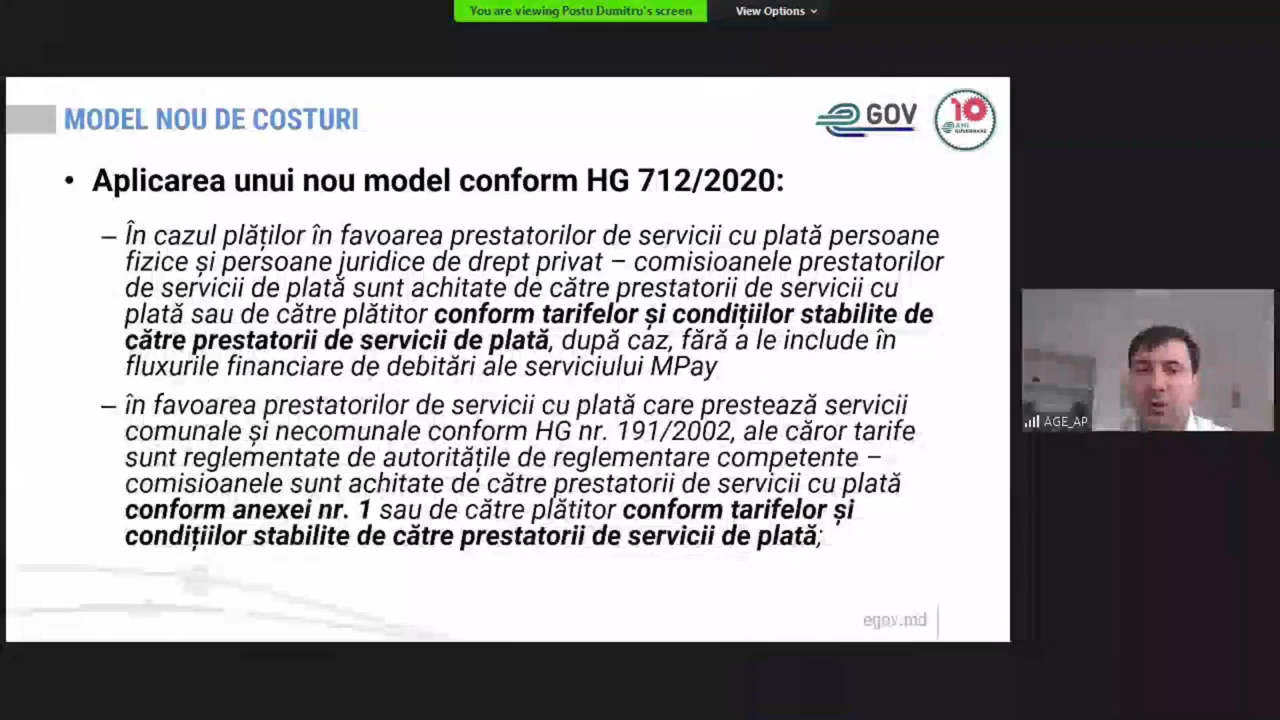 You are viewing Postu Dumitru's screen
View Options
MODEL NOU DE COSTURI
GOV
10
ANI
GUVERNARE
• Aplicarea unui nou model conform HG 712/2020:
– În cazul plăților în favoarea prestatorilor de servicii cu plată persoane
fizice și persoane juridice de drept privat – comisioanele prestatorilor
de servicii de plată sunt achitate de către prestatorii de servicii cu
plată sau de către plătitor conform tarifelor și condițiilor stabilite de
către prestatorii de servicii de plată, după caz, fără a le include în
fluxurile financiare de debitări ale serviciului MPay
– în favoarea prestatorilor de servicii cu plată care prestează servicii
comunale și necomunale conform HG nr. 191/2002, ale căror tarife
sunt reglementate de autoritățile de reglementare competente –
comisioanele sunt achitate de către prestatorii de servicii cu plată
conform anexei nr. 1 sau de către plătitor conform tarifelor și
condițiilor stabilite de către prestatorii de servicii de plată;
AGE_AP
egov.md